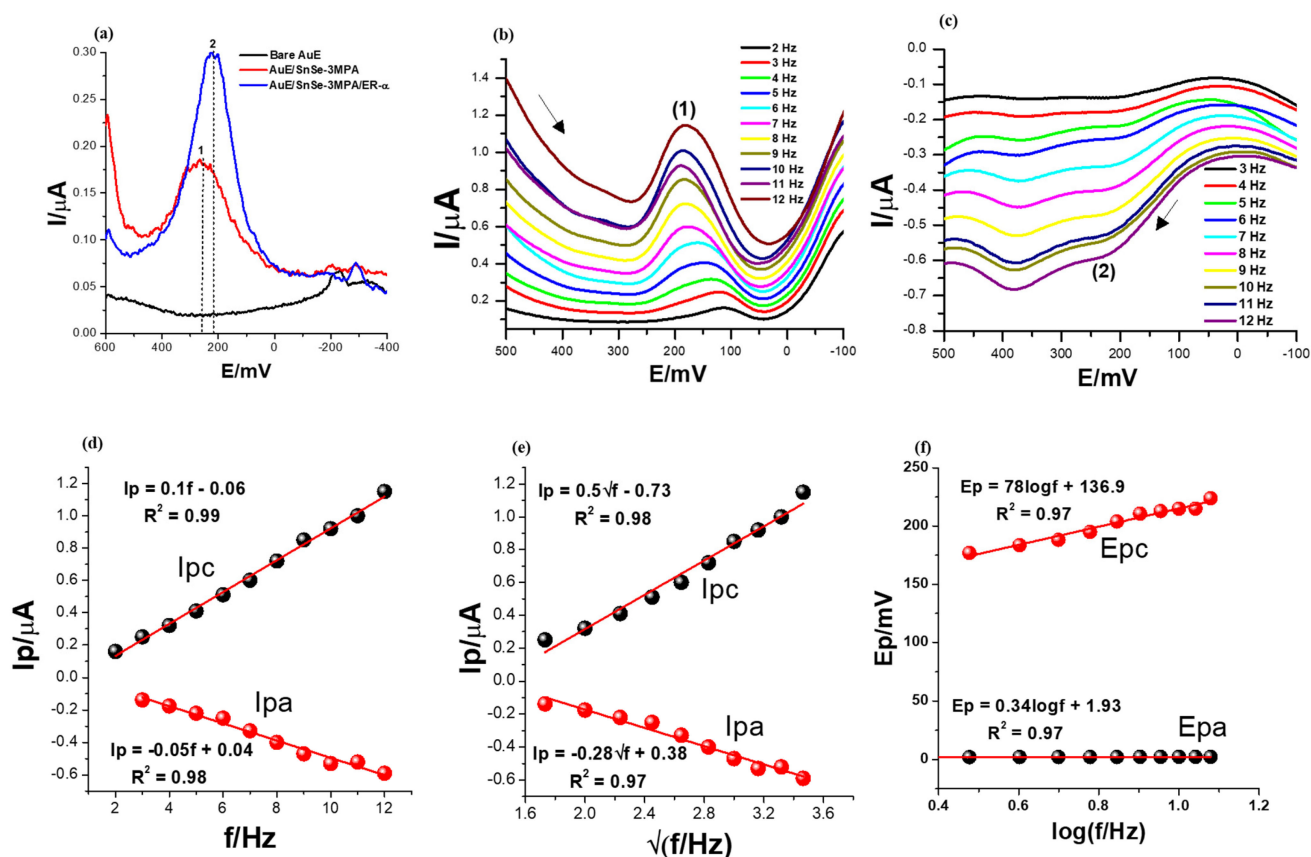 (a)
2
Bare AuE
AuE/SnSe-3MPA
AuE/SnSe-3MPA/ER-α
1
0.30
0.25
0.20
0.15
0.10
0.05
0.00
I/μA
600
400
200
0
-200
-400
E/mV
(b)
2 Hz
3 Hz
4 Hz
5 Hz
6 Hz
7 Hz
8 Hz
9 Hz
10 Hz
11 Hz
12 Hz
(1)
1.4
1.2
1.0
0.8
0.6
0.4
0.2
I/μA
500
400
300
200
100
0
-100
E/mV
(c)
0.0
-0.1
-0.2
-0.3
-0.4
-0.5
-0.6
-0.7
-0.8
I/μA
3 Hz
4 Hz
5 Hz
6 Hz
7 Hz
8 Hz
9 Hz
10 Hz
11 Hz
12 Hz
(2)
500
400
300
200
100
0
-100
E/mV
(d)
Ip = 0.1f - 0.06
R² = 0.99
Ipc
Ipa
Ip = -0.05f + 0.04
R² = 0.98
1.2
1.0
0.8
0.6
0.4
0.2
0.0
-0.2
-0.4
-0.6
Ip/μA
2
4
6
8
10
12
f/Hz
(e)
Ip = 0.5√f - 0.73
R² = 0.98
Ipc
Ipa
Ip = -0.28√f + 0.38
R² = 0.97
1.2
1.0
0.8
0.6
0.4
0.2
0.0
-0.2
-0.4
-0.6
Ip/μA
1.6
2.0
2.4
2.8
3.2
3.6
√(f/Hz)
(f)
Ep = 78logf + 136.9
R² = 0.97
Epc
Ep = 0.34logf + 1.93
R² = 0.97
Epa
250
200
150
100
50
0
Ep/mV
0.4
0.6
0.8
1.0
1.2
log(f/Hz)